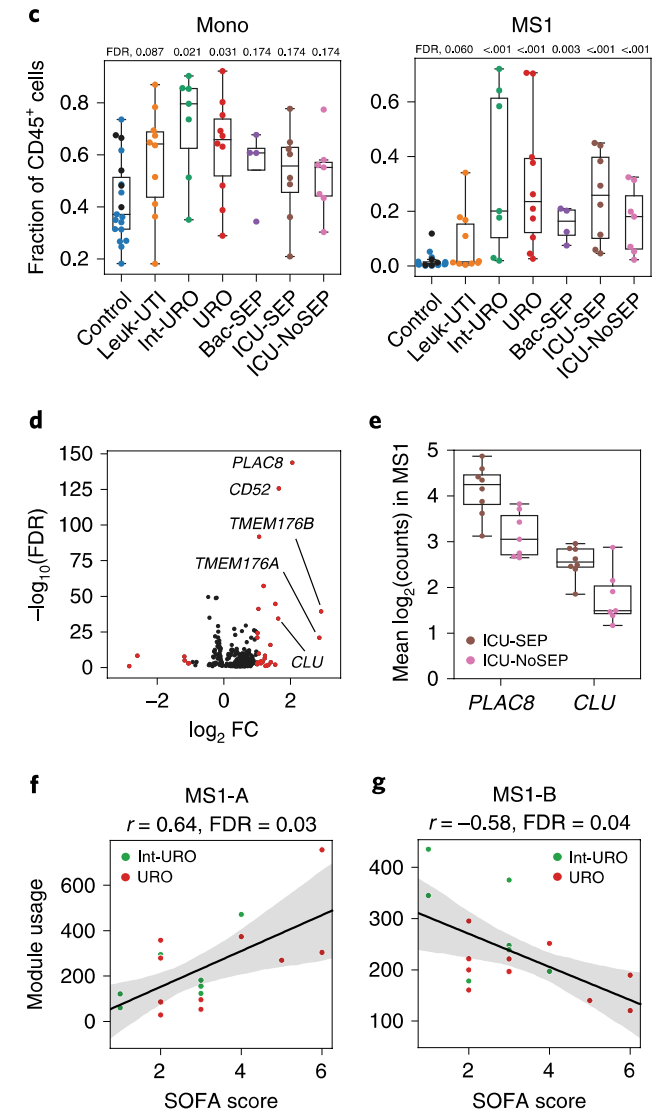 c
Mono
MS1
FDR, 0.087 0.021 0.031 0.174 0.174 0.174
FDR, 0.060 <.001 <.001 0.003 <.001 <.001
Fraction of CD45+ cells
0.8
0.6
0.4
0.2
0.6
0.4
0.2
0.0
Control
Leuk-UTI
Int-URO
URO
Bac-SEP
ICU-SEP
ICU-NoSEP
Control
Leuk-UTI
Int-URO
URO
Bac-SEP
ICU-SEP
ICU-NoSEP
d
−log10(FDR)
150
125
100
75
50
25
0
PLAC8
CD52
TMEM176B
TMEM176A
CLU
−2 0 2
log2 FC
e
Mean log2(counts) in MS1
5
4
3
2
1
0
ICU-SEP
ICU-NoSEP
PLAC8 CLU
f
MS1-A
r = 0.64, FDR = 0.03
Int-URO
URO
Module usage
600
400
200
0
2 4 6
SOFA score
g
MS1-B
r = −0.58, FDR = 0.04
Int-URO
URO
400
300
200
100
2 4 6
SOFA score